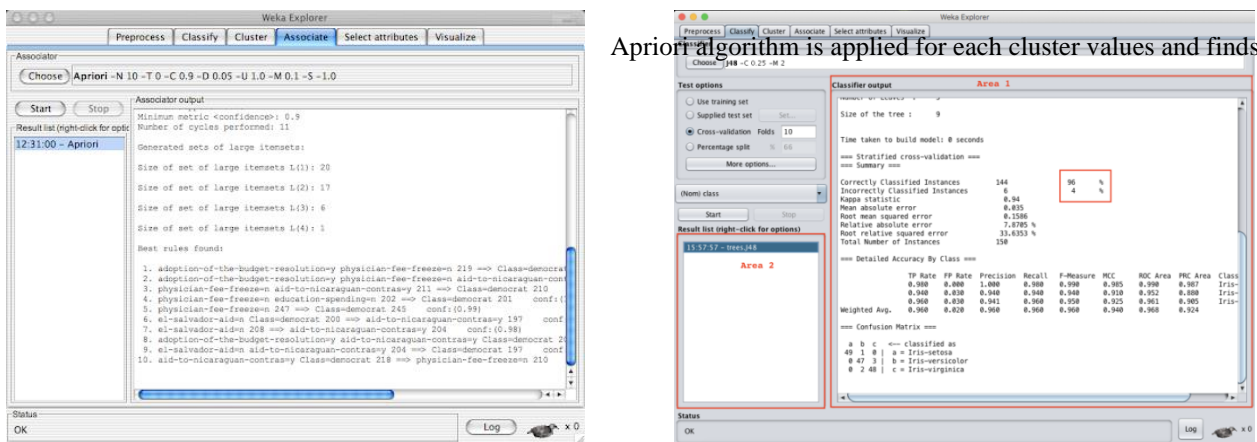 Weka Explorer
Preprocess Classify Cluster Associate Select attributes Visualize
Associator
Choose Apriori -N 10 -T 0 -C 0.9 -D 0.05 -U 1.0 -M 0.1 -S -1.0
Start Stop
Result list (right-click for optic
12:31:00 - Apriori
Associator output
Minimum metric <confidence>: 0.9
Number of cycles performed: 11
Generated sets of large itemsets:
Size of set of large itemsets L(1): 20
Size of set of large itemsets L(2): 17
Size of set of large itemsets L(3): 6
Size of set of large itemsets L(4): 1
Best rules found:
1. adoption-of-the-budget-resolution=y physician-fee-freeze=n 219 ==> Class=democrat
2. adoption-of-the-budget-resolution=y physician-fee-freeze=n aid-to-nicaraguan-cont
3. physician-fee-freeze=n aid-to-nicaraguan-contras=y 211 ==> Class=democrat 210
4. physician-fee-freeze=n education-spending=n 202 ==> Class=democrat 201 conf:(
5. physician-fee-freeze=n 247 ==> Class=democrat 245 conf:(0.99)
6. el-salvador-aid=n Class=democrat 200 ==> aid-to-nicaraguan-contras=y 197 conf
7. el-salvador-aid=n 208 ==> aid-to-nicaraguan-contras=y 204 conf:(0.98)
8. adoption-of-the-budget-resolution=y aid-to-nicaraguan-contras=y Class=democrat 20
9. el-salvador-aid=n aid-to-nicaraguan-contras=y 204 ==> Class=democrat 197 conf
10. aid-to-nicaraguan-contras=y Class=democrat 218 ==> physician-fee-freeze=n 210
Status
OK
Log x 0
Weka Explorer
Preprocess Classify Cluster Associate Select attributes Visualize
Apriori algorithm is applied for each cluster values and finds
Choose J48 -C 0.25 -M 2
Test options
Use training set
Supplied test set Set...
Cross-validation Folds 10
Percentage split % 66
More options...
(Nom) class
Start Stop
Result list (right-click for options)
15:57:57 - trees.J48
Area 2
Classifier output Area 1
Size of the tree : 9
Time taken to build model: 0 seconds
=== Stratified cross-validation ===
=== Summary ===
Correctly Classified Instances 144 96 %
Incorrectly Classified Instances 6 4 %
Kappa statistic 0.94
Mean absolute error 0.035
Root mean squared error 0.1586
Relative absolute error 7.8705 %
Root relative squared error 33.6353 %
Total Number of Instances 150
=== Detailed Accuracy By Class ===
TP Rate FP Rate Precision Recall F-Measure MCC ROC Area PRC Area Class
0.980 0.000 1.000 0.980 0.990 0.985 0.990 0.987 Iris-
0.940 0.030 0.940 0.940 0.940 0.910 0.952 0.880 Iris-
0.960 0.030 0.941 0.960 0.950 0.925 0.961 0.905 Iris-
Weighted Avg. 0.960 0.020 0.960 0.960 0.960 0.940 0.968 0.924
=== Confusion Matrix ===
a b c <-- classified as
49 1 0 | a = Iris-setosa
0 47 3 | b = Iris-versicolor
0 2 48 | c = Iris-virginica
Status
OK
Log x 0